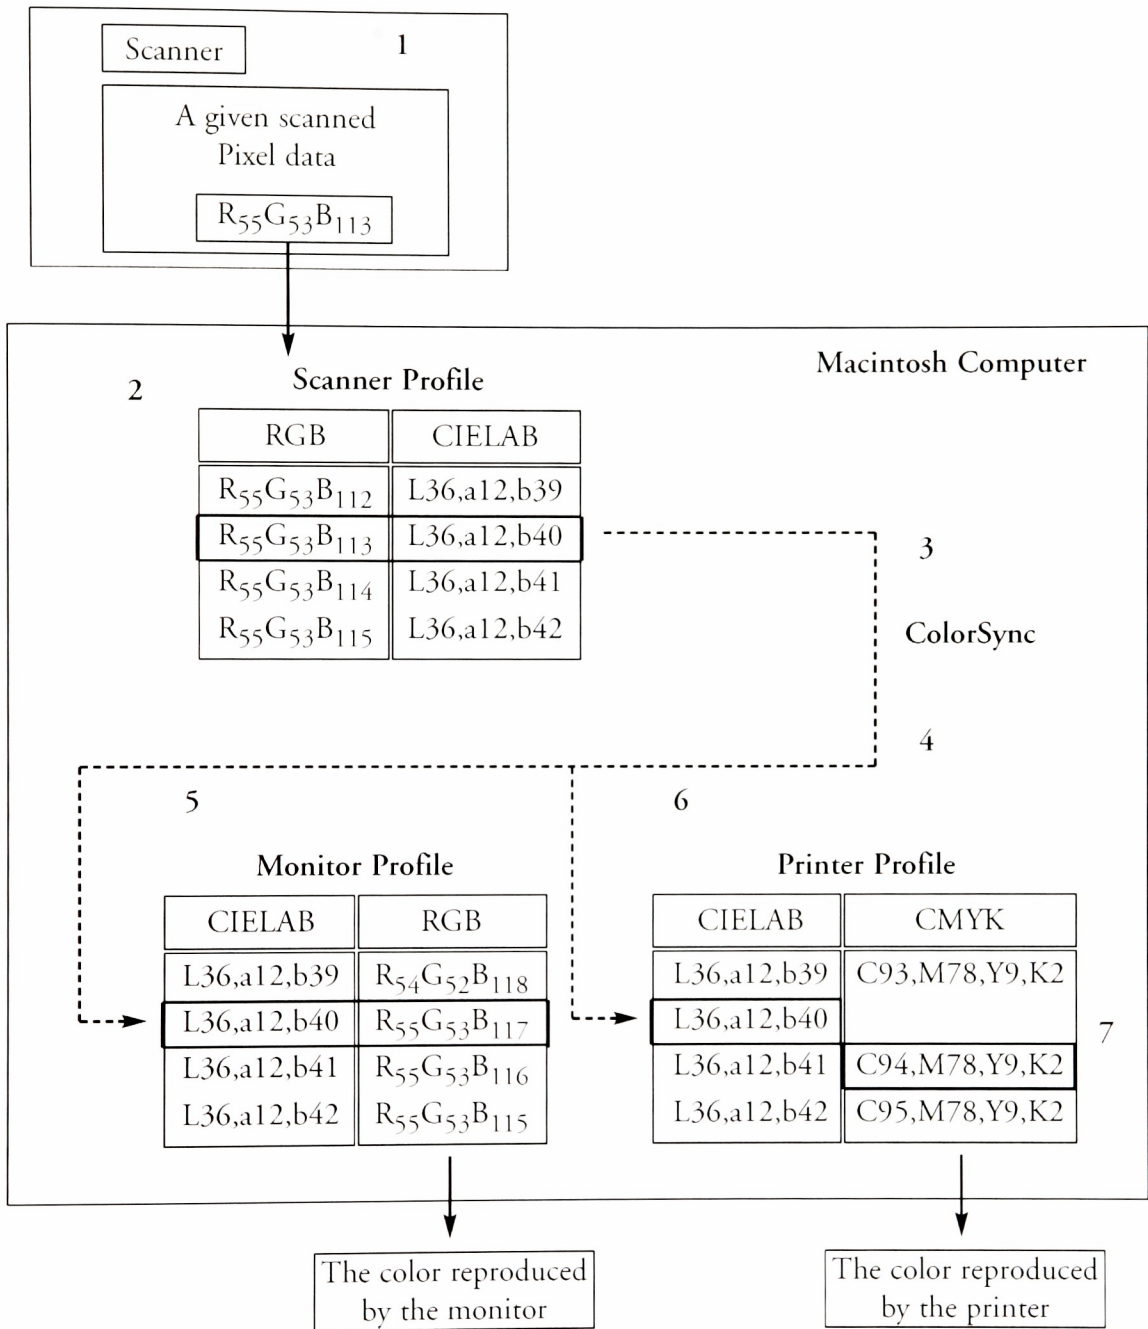 1
Scanner
A given scanned
Pixel data
R55G53B113
Macintosh Computer
2
Scanner Profile
RGB CIELAB
R55G53B112 L36,a12,b39
R55G53B113 L36,a12,b40
R55G53B114 L36,a12,b41
R55G53B115 L36,a12,b42
3
ColorSync
4
5
6
Monitor Profile
CIELAB RGB
L36,a12,b39 R54G52B118
L36,a12,b40 R55G53B117
L36,a12,b41 R55G53B116
L36,a12,b42 R55G53B115
Printer Profile
CIELAB CMYK
L36,a12,b39 C93,M78,Y9,K2
L36,a12,b40
7
L36,a12,b41 C94,M78,Y9,K2
L36,a12,b42 C95,M78,Y9,K2
The color reproduced
by the monitor
The color reproduced
by the printer